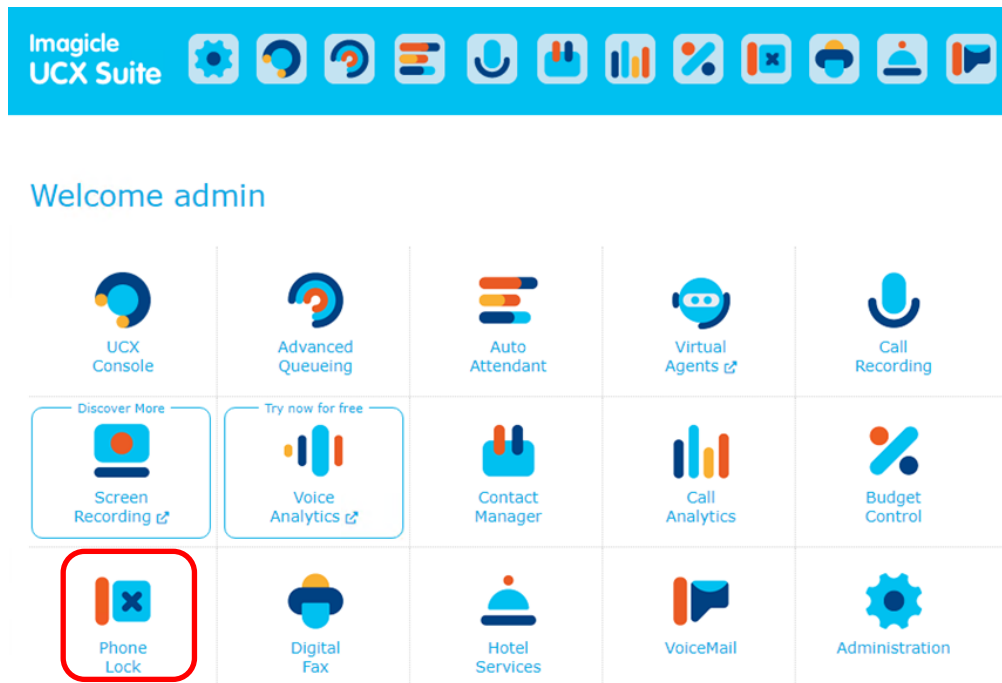 Imagicle
UCX Suite
Welcome admin
UCX
Console
Advanced
Queueing
Auto
Attendant
Virtual
Agents
Call
Recording
Discover More
Screen
Recording
Try now for free
Voice
Analytics
Contact
Manager
Call
Analytics
Budget
Control
Phone
Lock
Digital
Fax
Hotel
Services
VoiceMail
Administration